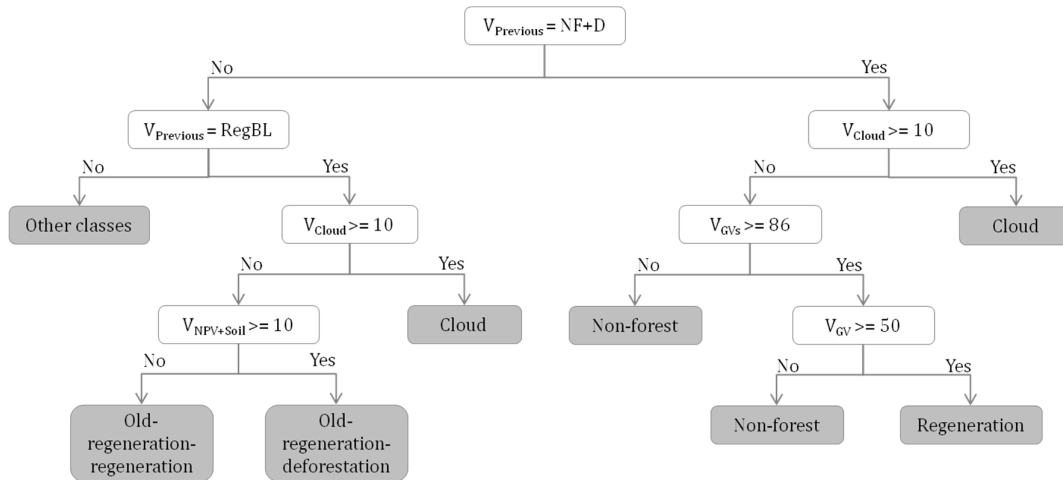 V_Previous = NF+D
No
Yes
V_Previous = RegBL
V_Cloud >= 10
No
Yes
No
Yes
Other classes
V_Cloud >= 10
V_GVs >= 86
Cloud
No
Yes
No
Yes
V_NPV+Soil >= 10
Cloud
Non-forest
V_GV >= 50
No
Yes
No
Yes
Old-
regeneration-
regeneration
Old-
regeneration-
deforestation
Non-forest
Regeneration